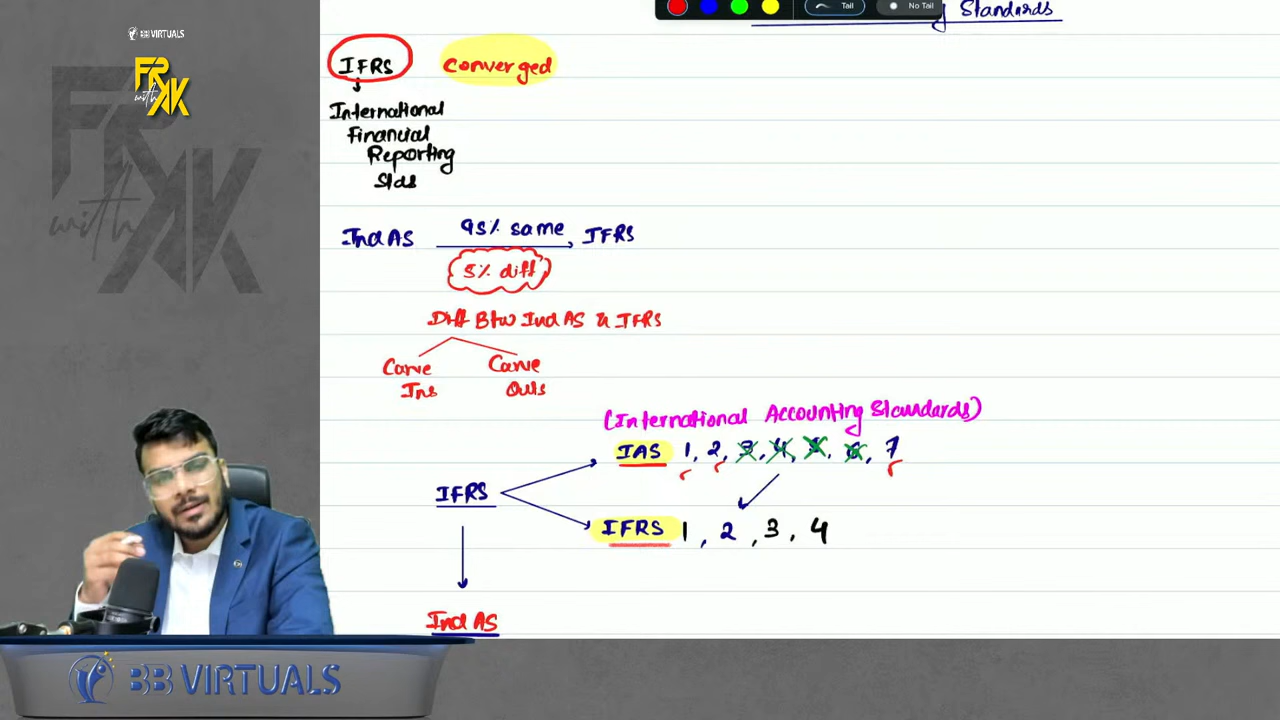 Tail
No Tail
Standards
BB VIRTUALS
FR
with
AK
IFRS Converged
International
Financial
Reporting
Stds
Ind AS 95% same IFRS
5% diff
Diff Btw Ind AS & IFRS
Carve Carve
Ins Outs
(International Accounting Standards)
IAS 1, 2, 3, 4, 5, 6, 7
IFRS
IFRS 1, 2, 3, 4
Ind AS
BB VIRTUALS